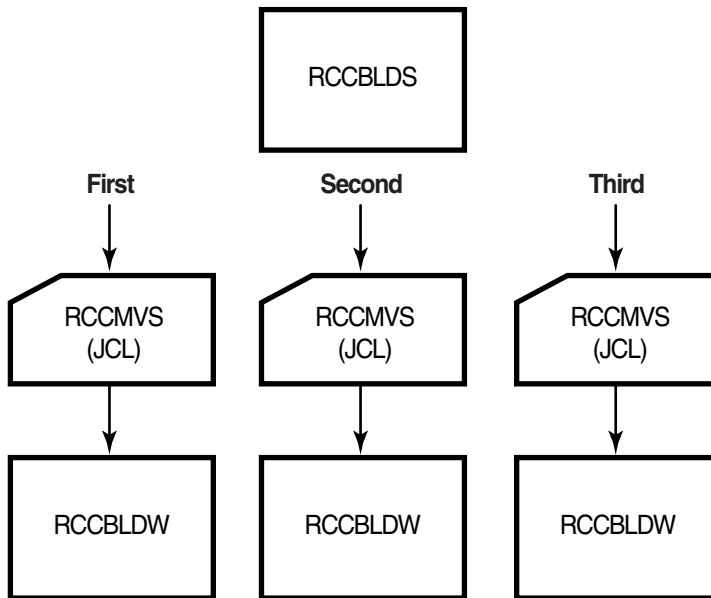 RCCBLDS
First Second Third
RCCMVS RCCMVS RCCMVS
(JCL) (JCL) (JCL)
RCCBLDW RCCBLDW RCCBLDW